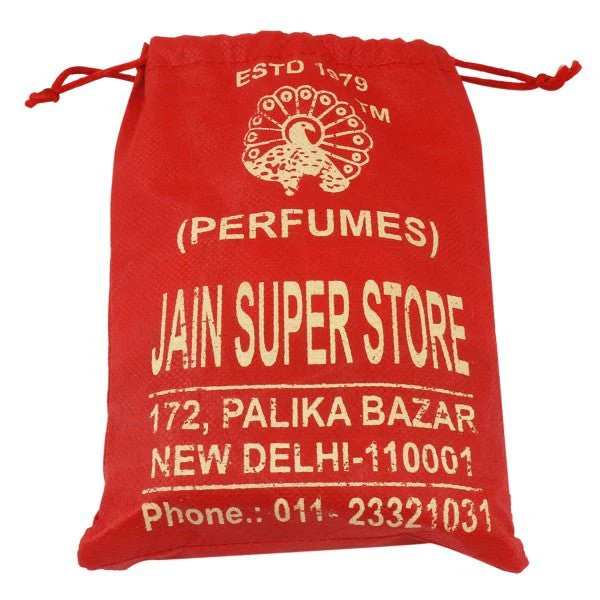 ESTD 1979
TM
(PERFUMES)
JAIN SUPER STORE
172, PALIKA BAZAR
NEW DELHI-110001
Phone.: 011- 23321031